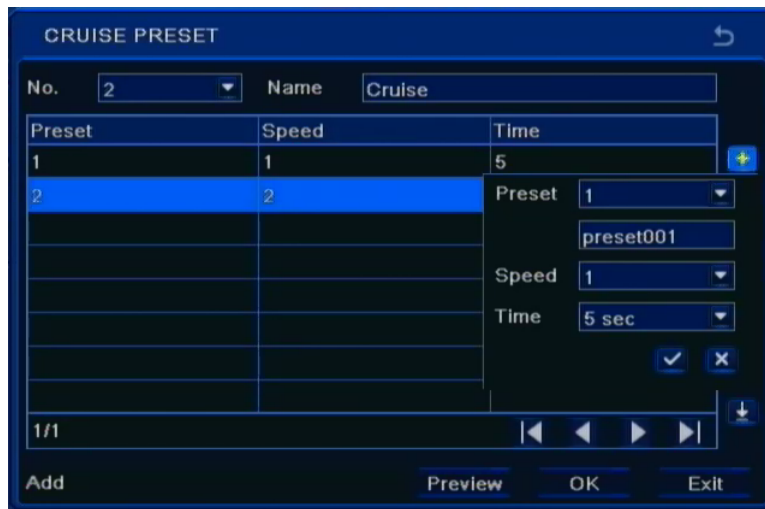 CRUISE PRESET
No. 2 Name Cruise
Preset Speed Time
1 1 5
2 2
Preset 1
preset001
Speed 1
Time 5 sec
1/1
Add Preview OK Exit